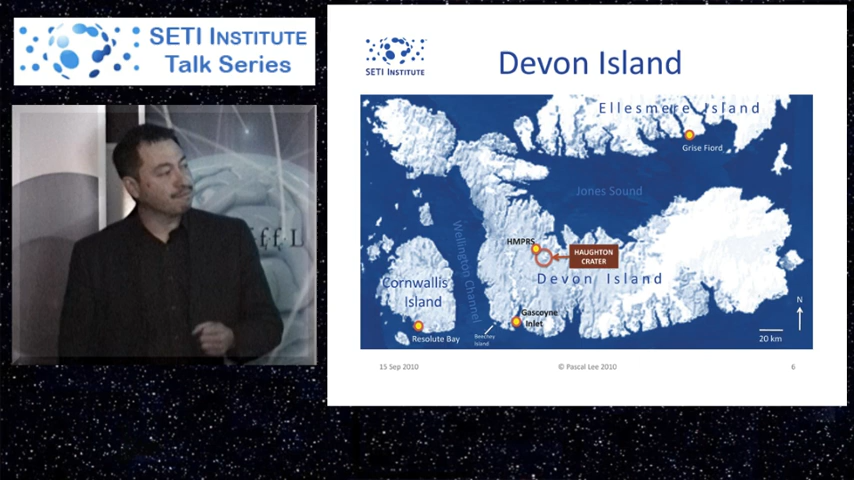 SETI INSTITUTE
Talk Series
SETI INSTITUTE
Devon Island
Ellesmere Island
Grise Fiord
Jones Sound
Wellington Channel
HMPRS
HAUGHTON
CRATER
Devon Island
Cornwallis
Island
Gascoyne
Inlet
Resolute Bay
Beechey
Island
N
20 km
15 Sep 2010
© Pascal Lee 2010
6